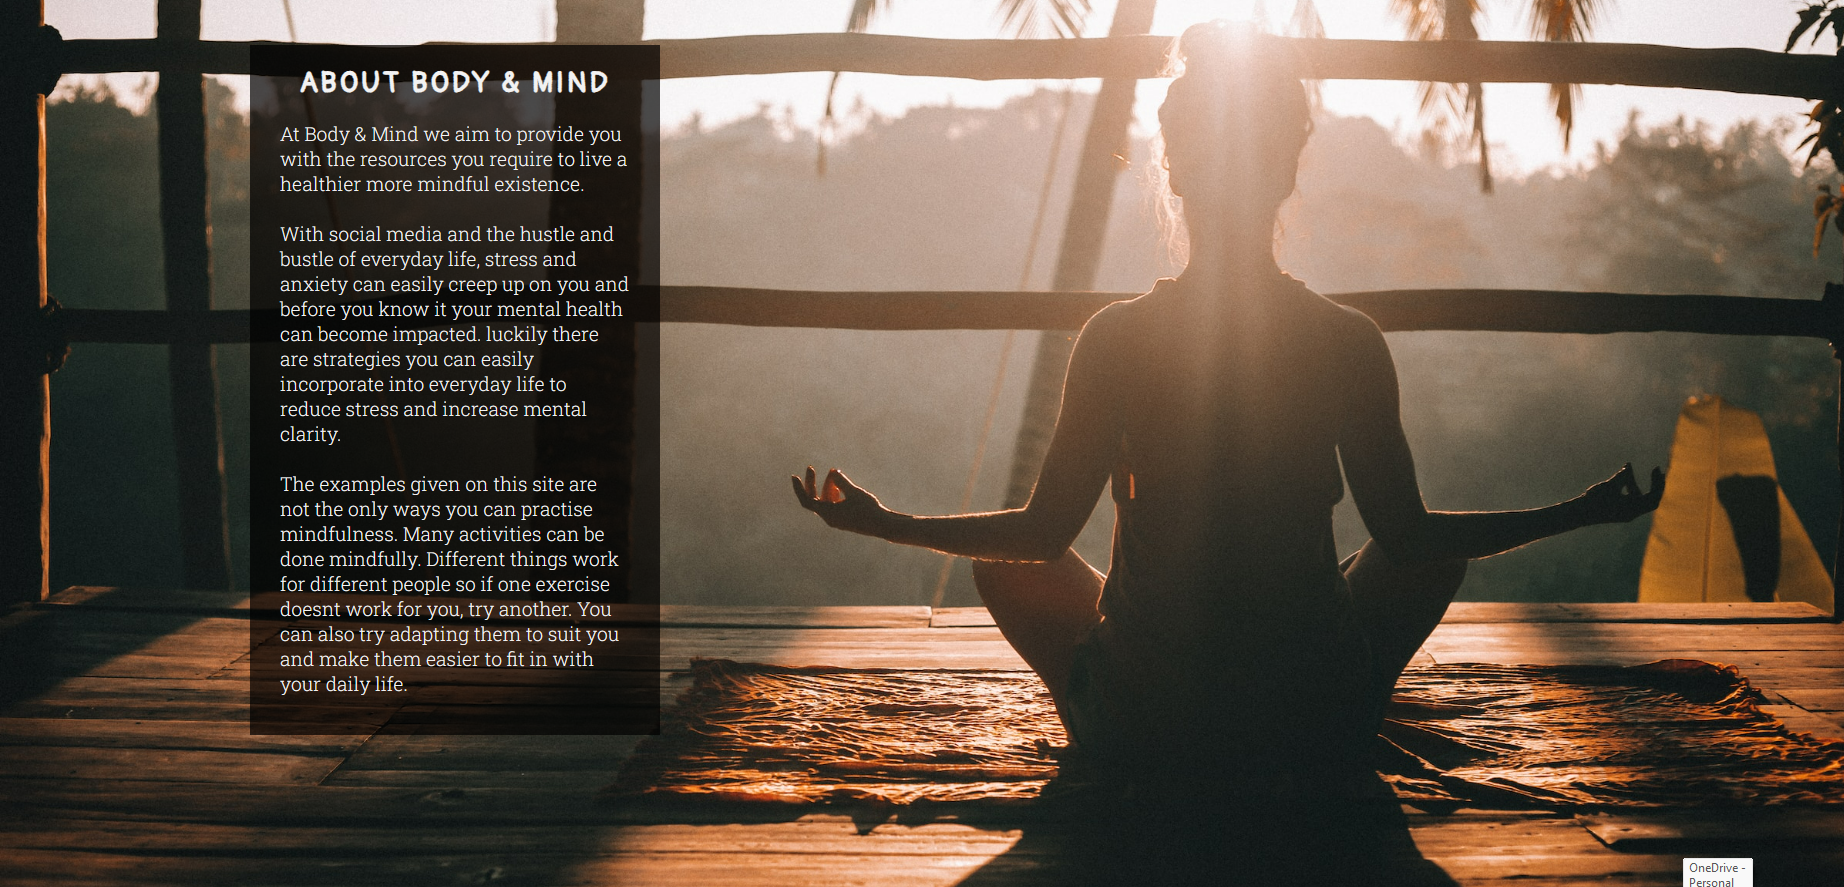 ABOUT BODY & MIND
At Body & Mind we aim to provide you
with the resources you require to live a
healthier more mindful existence.
With social media and the hustle and
bustle of everyday life, stress and
anxiety can easily creep up on you and
before you know it your mental health
can become impacted. luckily there
are strategies you can easily
incorporate into everyday life to
reduce stress and increase mental
clarity.
The examples given on this site are
not the only ways you can practise
mindfulness. Many activities can be
done mindfully. Different things work
for different people so if one exercise
doesnt work for you, try another. You
can also try adapting them to suit you
and make them easier to fit in with
your daily life.
OneDrive -
Personal